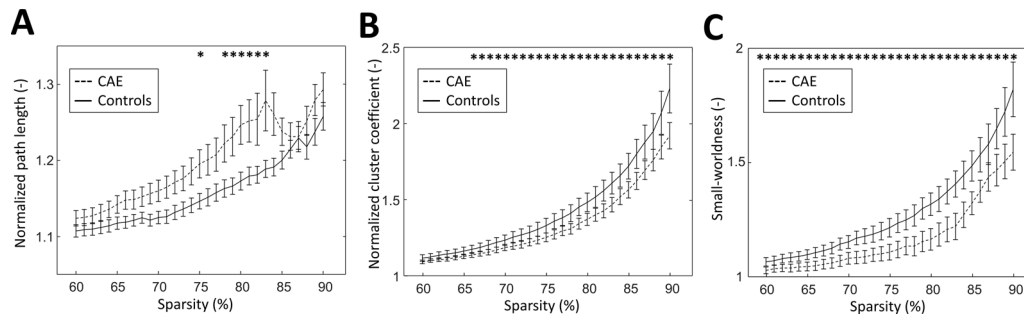 A
* ******
1.3
1.2
1.1
Normalized path length (-)
CAE
Controls
60 65 70 75 80 85 90
Sparsity (%)
B
*************************
2.5
2
1.5
1
Normalized cluster coefficient (-)
CAE
Controls
60 65 70 75 80 85 90
Sparsity (%)
C
*******************************
2
1.5
1
Small-worldness (-)
CAE
Controls
60 65 70 75 80 85 90
Sparsity (%)